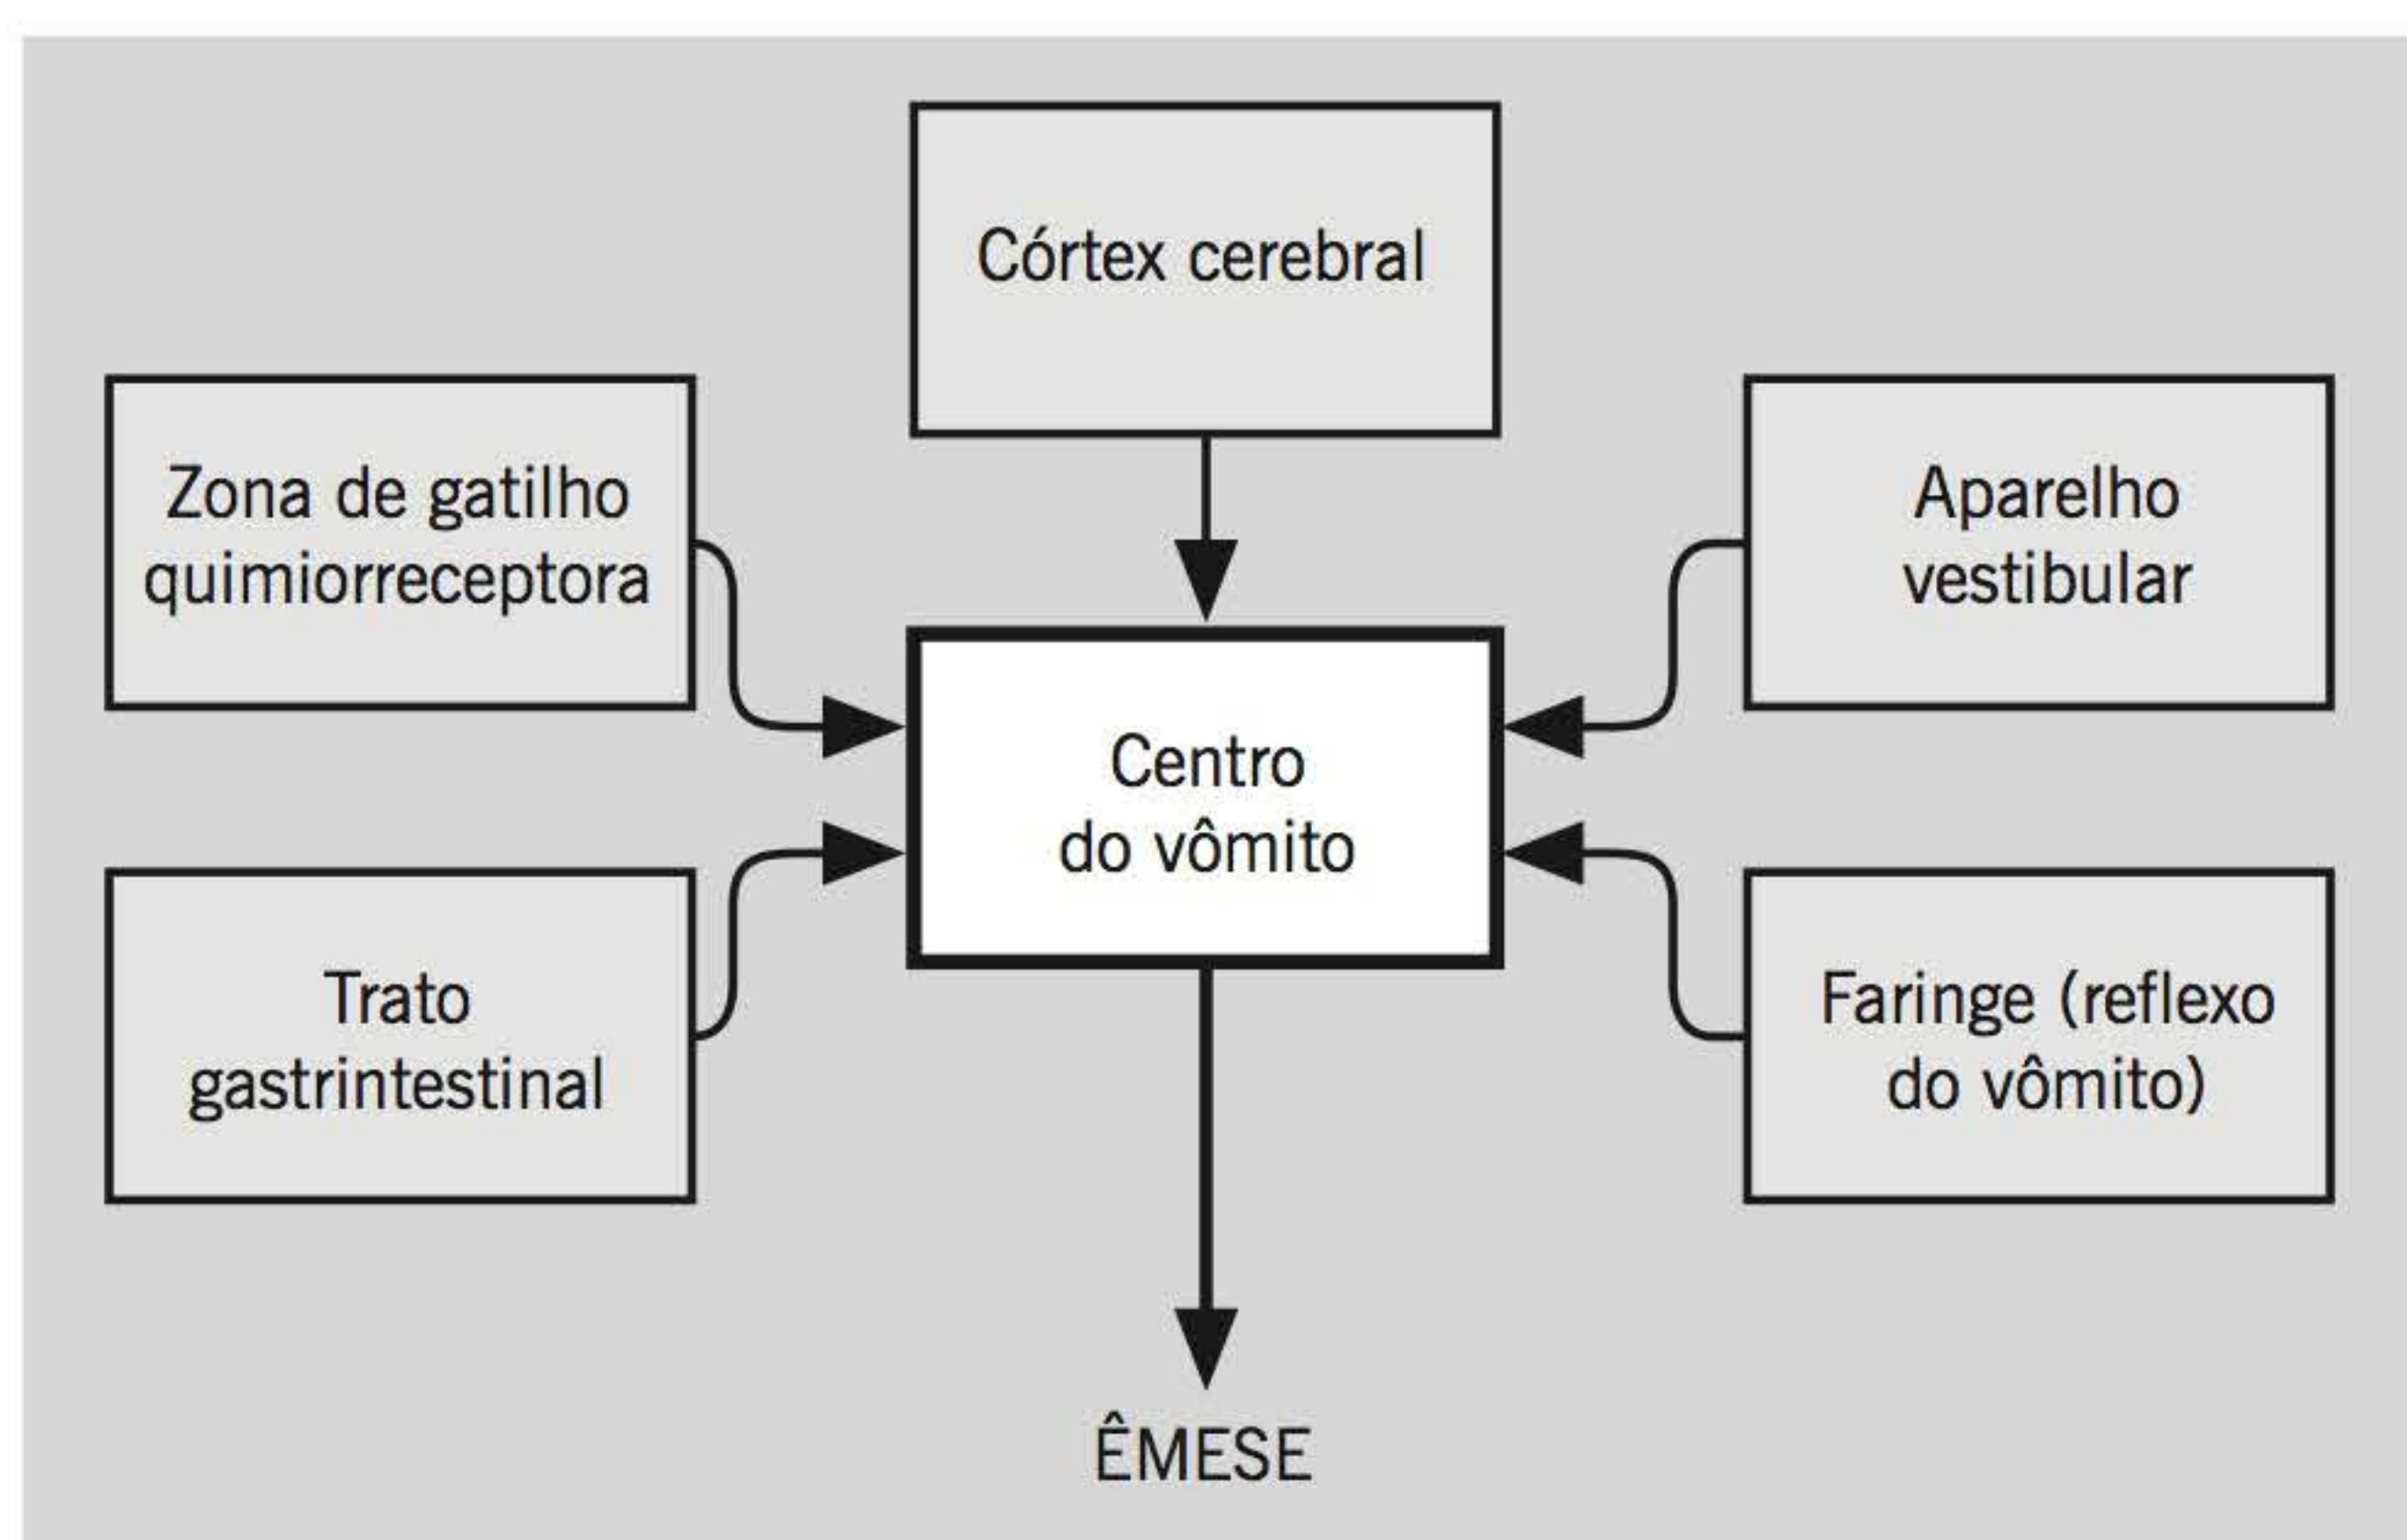 Córtex cerebral
Zona de gatilho
quimiorreceptora
Aparelho
vestibular
Centro
do vômito
Trato
gastrintestinal
Faringe (reflexo
do vômito)
ÊMESE